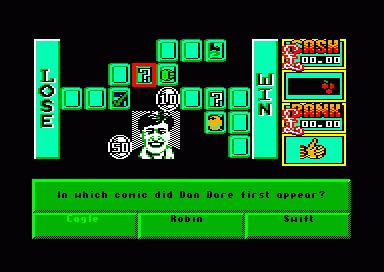 LOSE
WIN
CASH
00.00
BANK
00.00
?
?
10
50
In which comic did Dan Dare first appear?
Eagle Robin Swift